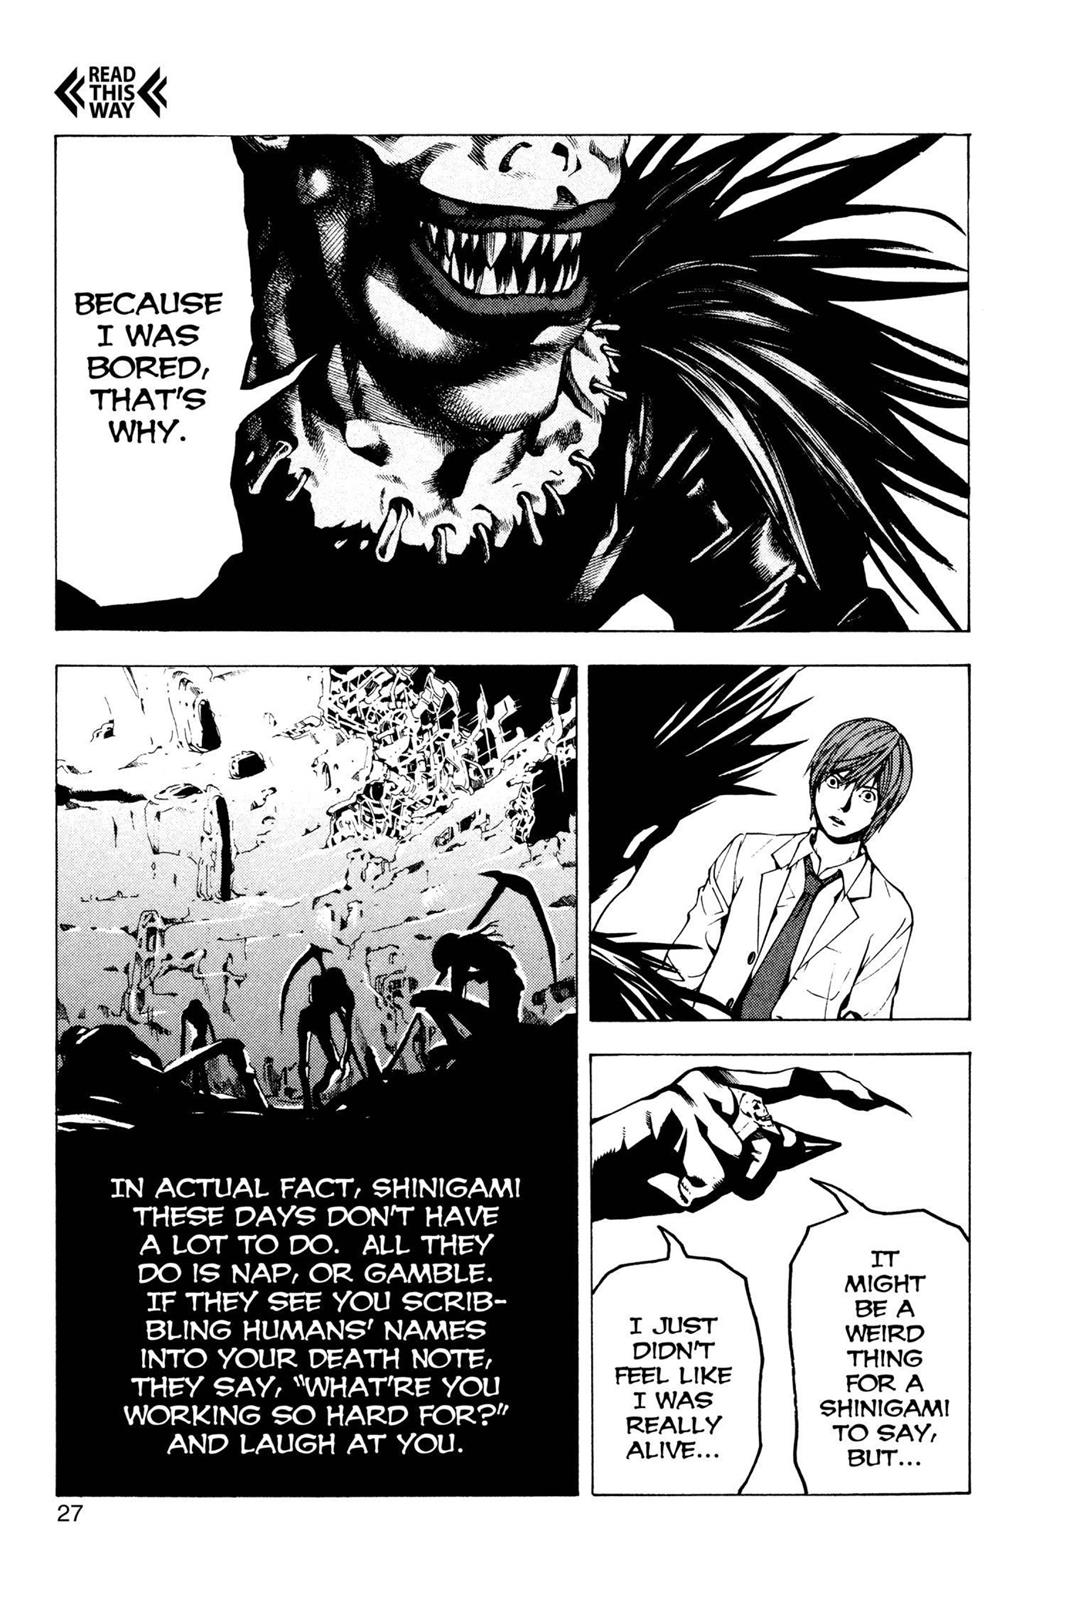 READ
THIS
WAY
BECAUSE
I WAS
BORED,
THAT'S
WHY.
IT
MIGHT
BE A
WEIRD
THING
FOR A
SHINIGAMI
TO SAY,
BUT...
I JUST
DIDN'T
FEEL LIKE
I WAS
REALLY
ALIVE...
IN ACTUAL FACT, SHINIGAMI
THESE DAYS DON'T HAVE
A LOT TO DO. ALL THEY
DO IS NAP, OR GAMBLE.
IF THEY SEE YOU SCRIB-
BLING HUMANS' NAMES
INTO YOUR DEATH NOTE,
THEY SAY, "WHAT'RE YOU
WORKING SO HARD FOR?"
AND LAUGH AT YOU.
27